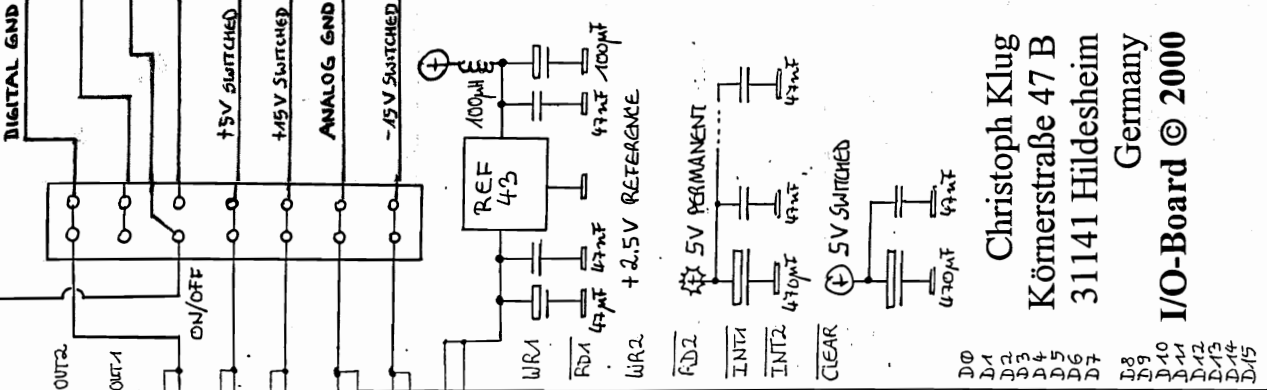 DIGITAL GND
+5V SWITCHED
+15V SWITCHED
ANALOG GND
-15V SWITCHED
ON/OFF
OUT2
OUT1
100µH
100µF
47nF
REF
43
47nF
47µF
+2.5V REFERENCE
5V PERMANENT
47nF
47nF
470µF
5V SWITCHED
47nF
470µF
WR1
RD1
WR2
RD2
INT1
INT2
CLEAR
Christoph Klug
Körnerstraße 47 B
31141 Hildesheim
Germany
I/O-Board © 2000
D0
D1
D2
D3
D4
D5
D6
D7
D8
D9
D10
D11
D12
D13
D14
D15